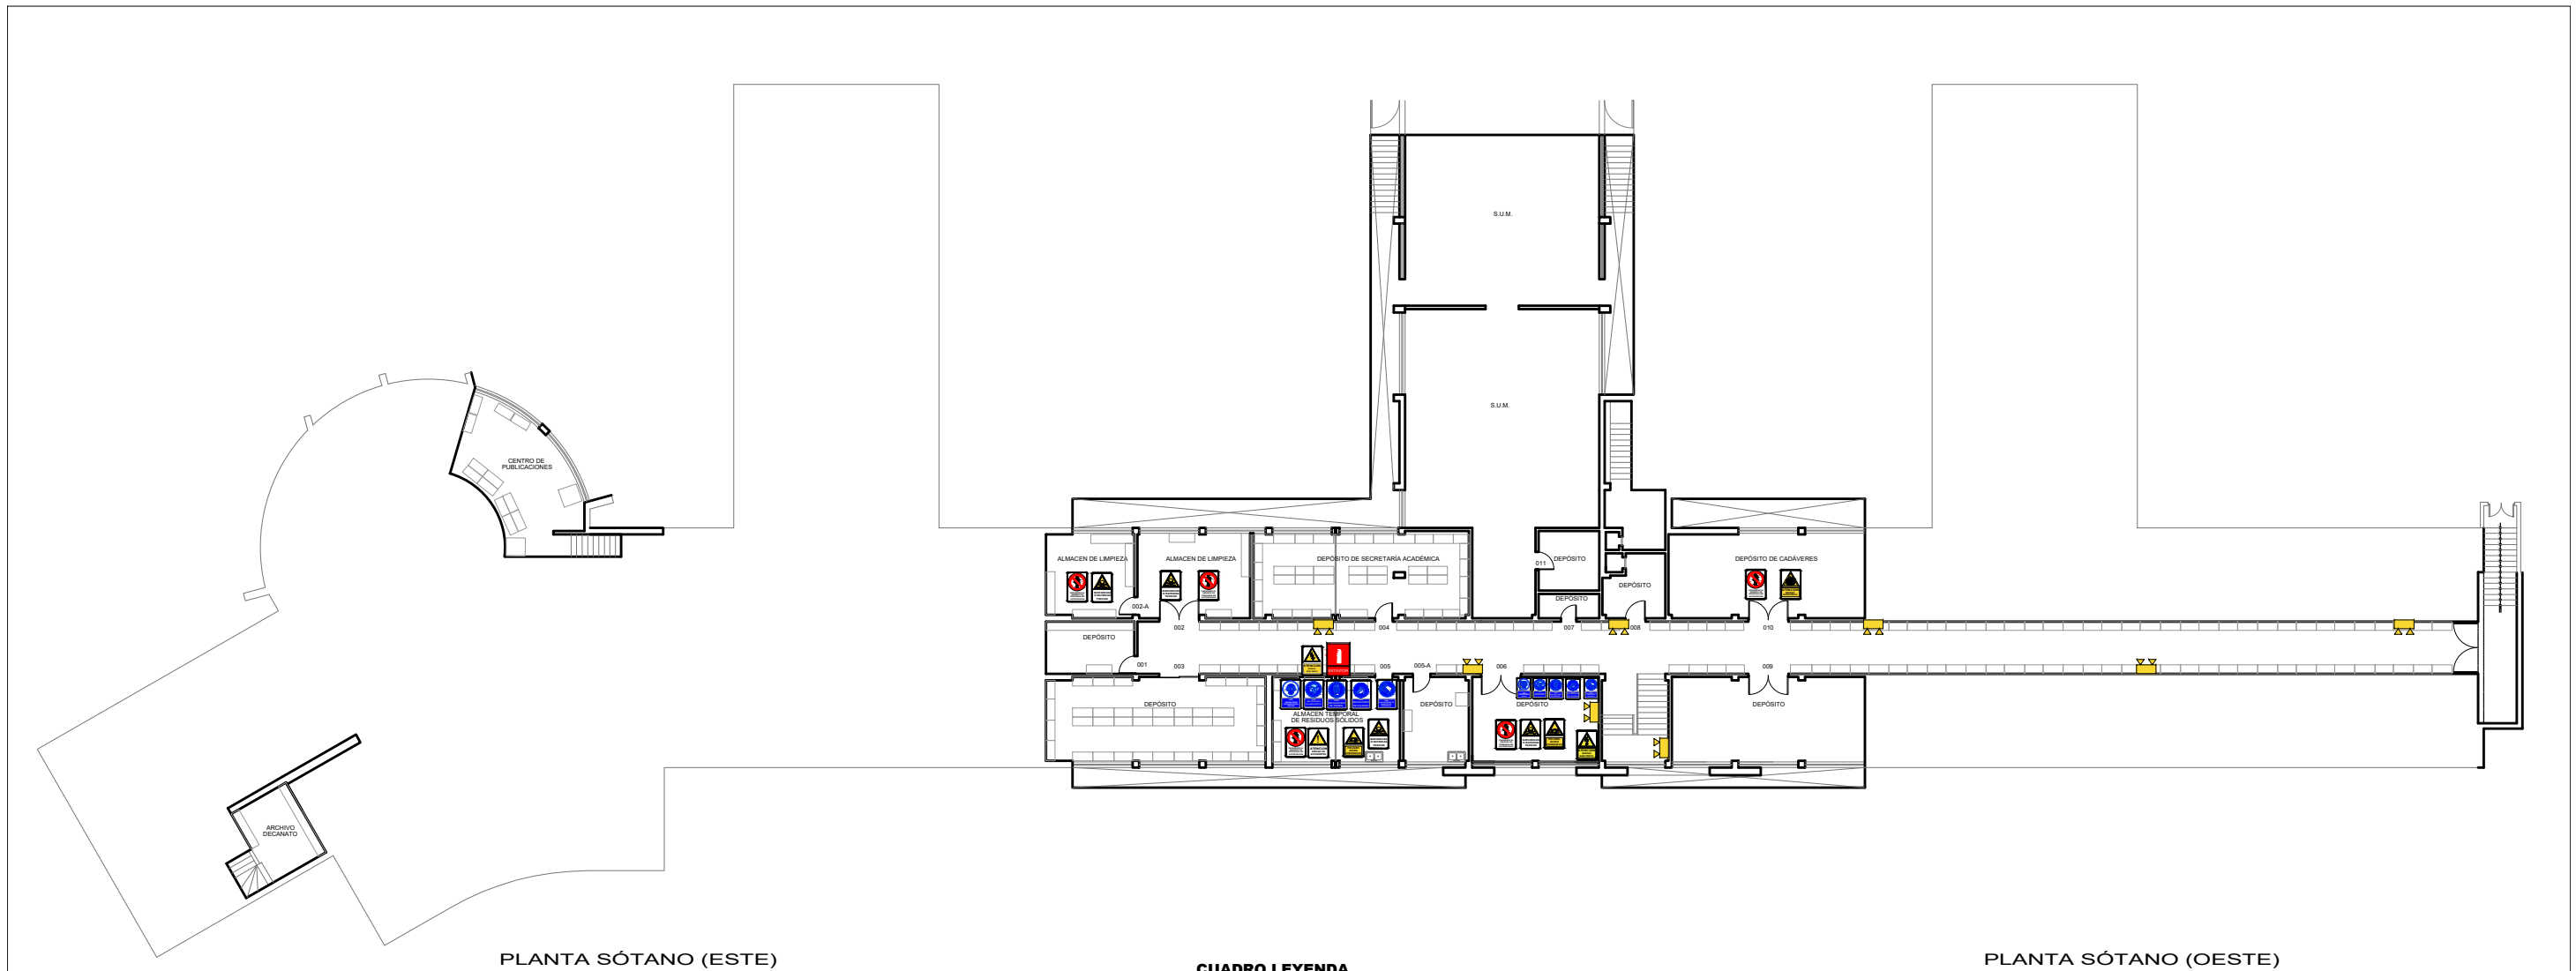 S.U.M.
S.U.M.
CENTRO DE
PUBLICACIONES
ALMACEN DE LIMPIEZA
ALMACEN DE LIMPIEZA
DEPÓSITO DE SECRETARÍA ACADÉMICA
DEPÓSITO
DEPÓSITO DE CADÀVERES
011
DEPÓSITO
DEPÓSITO
002-A
002
004
007
008
010
DEPÓSITO
001
003
005
005-A
006
009
DEPÓSITO
ALMACEN TEMPORAL
DE RESIDUOS SÓLIDOS
DEPÓSITO
DEPÓSITO
DEPÓSITO
ARCHIVO
DECANATO
PLANTA SÓTANO (ESTE)
CUADRO LEYENDA
PLANTA SÓTANO (OESTE)